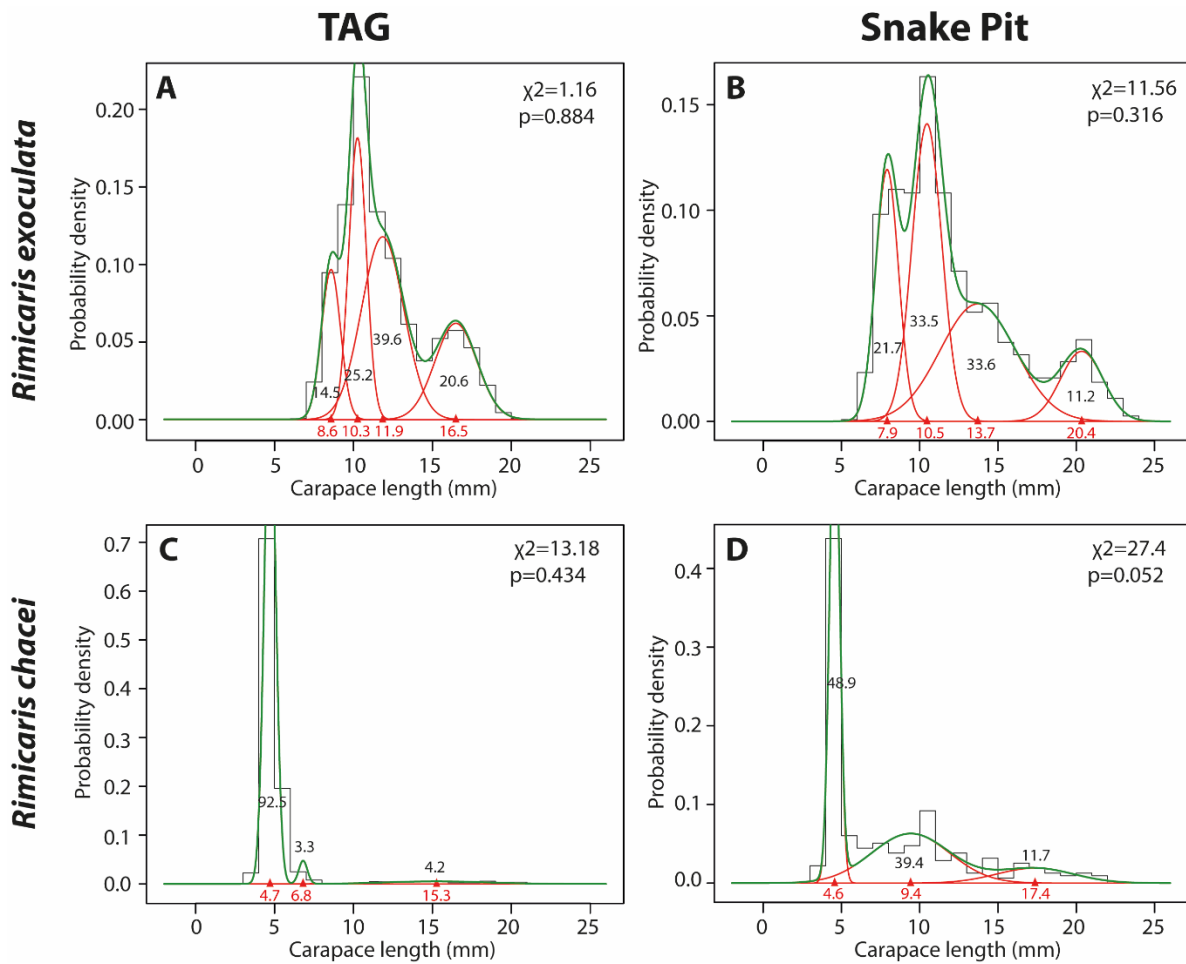 TAG
Snake Pit
Rimicaris exoculata
A
χ2=1.16
p=0.884
Probability density
0.20
0.15
0.10
0.05
0.00
14.5
25.2
39.6
20.6
8.6 10.3 11.9 16.5
0 5 10 15 20 25
Carapace length (mm)
B
χ2=11.56
p=0.316
Probability density
0.15
0.10
0.05
0.00
21.7
33.5
33.6
11.2
7.9 10.5 13.7 20.4
0 5 10 15 20 25
Carapace length (mm)
Rimicaris chacei
C
χ2=13.18
p=0.434
Probability density
0.7
0.6
0.5
0.4
0.3
0.2
0.1
0.0
92.5
3.3
4.2
4.7 6.8 15.3
0 5 10 15 20 25
Carapace length (mm)
D
χ2=27.4
p=0.052
Probability density
0.4
0.3
0.2
0.1
0.0
48.9
39.4
11.7
4.6 9.4 17.4
0 5 10 15 20 25
Carapace length (mm)